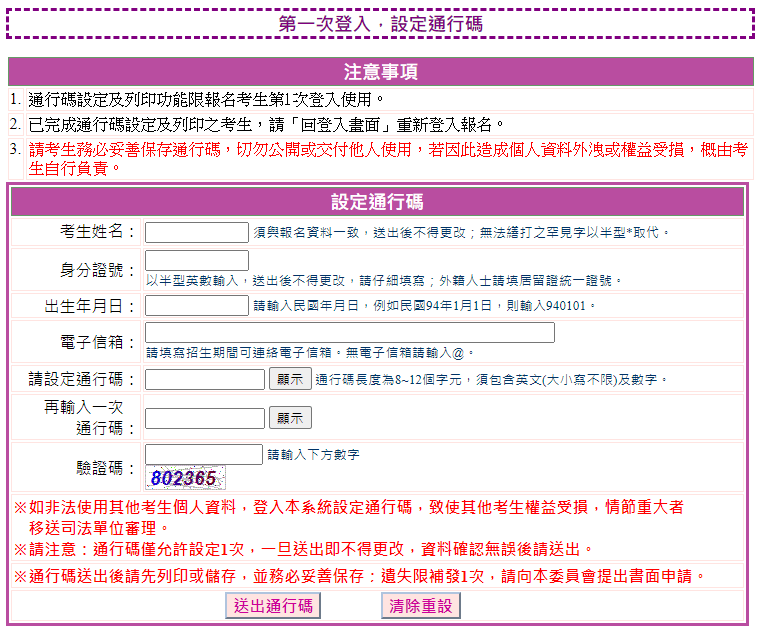 第一次登入，設定通行碼
注意事項
1. 通行碼設定及列印功能限報名考生第1次登入使用。
2. 已完成通行碼設定及列印之考生，請「回登入畫面」重新登入報名。
3. 請考生務必妥善保存通行碼，切勿公開或交付他人使用，若因此造成個人資料外洩或權益受損，概由考
生自行負責。
設定通行碼
考生姓名： 須與報名資料一致，送出後不得更改；無法繕打之罕見字以半型*取代。
身分證號：
以半型英數輸入，送出後不得更改，請仔細填寫；外籍人士請填居留證統一證號。
出生年月日： 請輸入民國年月日，例如民國94年1月1日，則輸入940101。
電子信箱：
請填寫招生期間可連絡電子信箱。無電子信箱請輸入@。
請設定通行碼： 顯示 通行碼長度為8~12個字元，須包含英文(大小寫不限)及數字。
再輸入一次
通行碼： 顯示
驗證碼： 請輸入下方數字
802365
※如非法使用其他考生個人資料，登入本系統設定通行碼，致使其他考生權益受損，情節重大者
移送司法單位審理。
※請注意：通行碼僅允許設定1次，一旦送出即不得更改，資料確認無誤後請送出。
※通行碼送出後請先列印或儲存，並務必妥善保存；遺失限補發1次，請向本委員會提出書面申請。
送出通行碼 清除重設